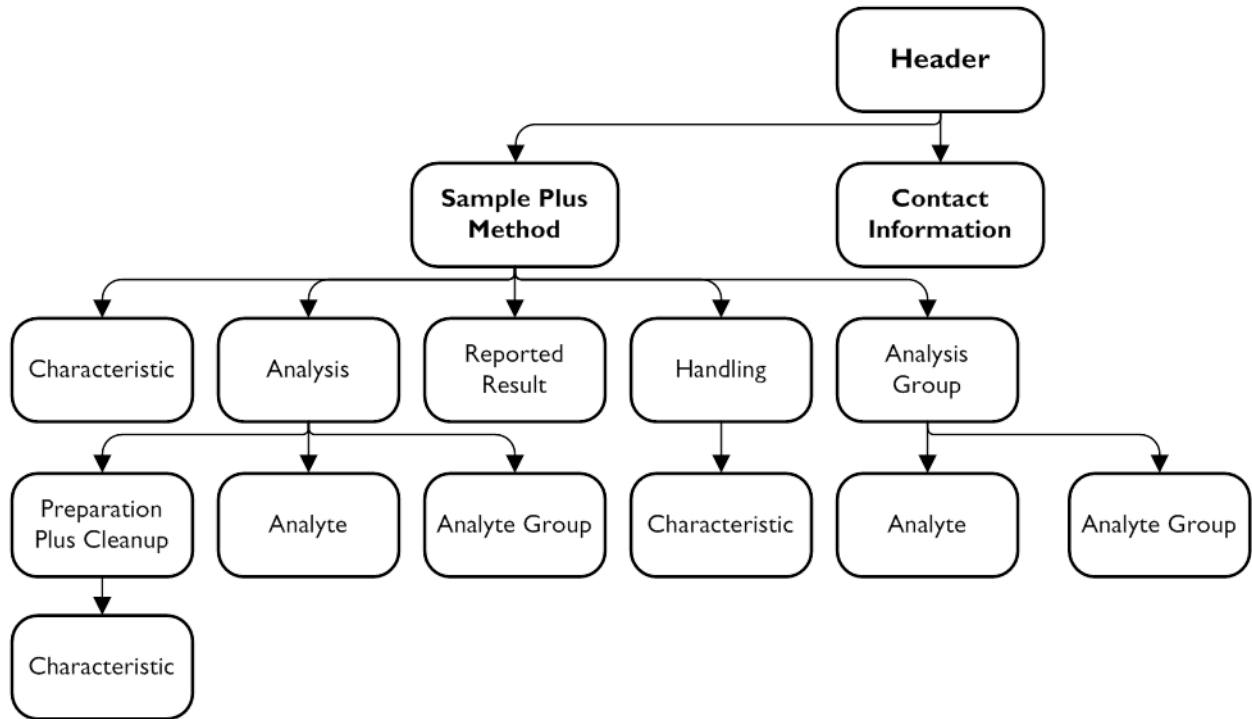 Header
Sample Plus
Method
Contact
Information
Characteristic
Analysis
Reported
Result
Handling
Analysis
Group
Preparation
Plus Cleanup
Analyte
Analyte Group
Characteristic
Analyte
Analyte Group
Characteristic